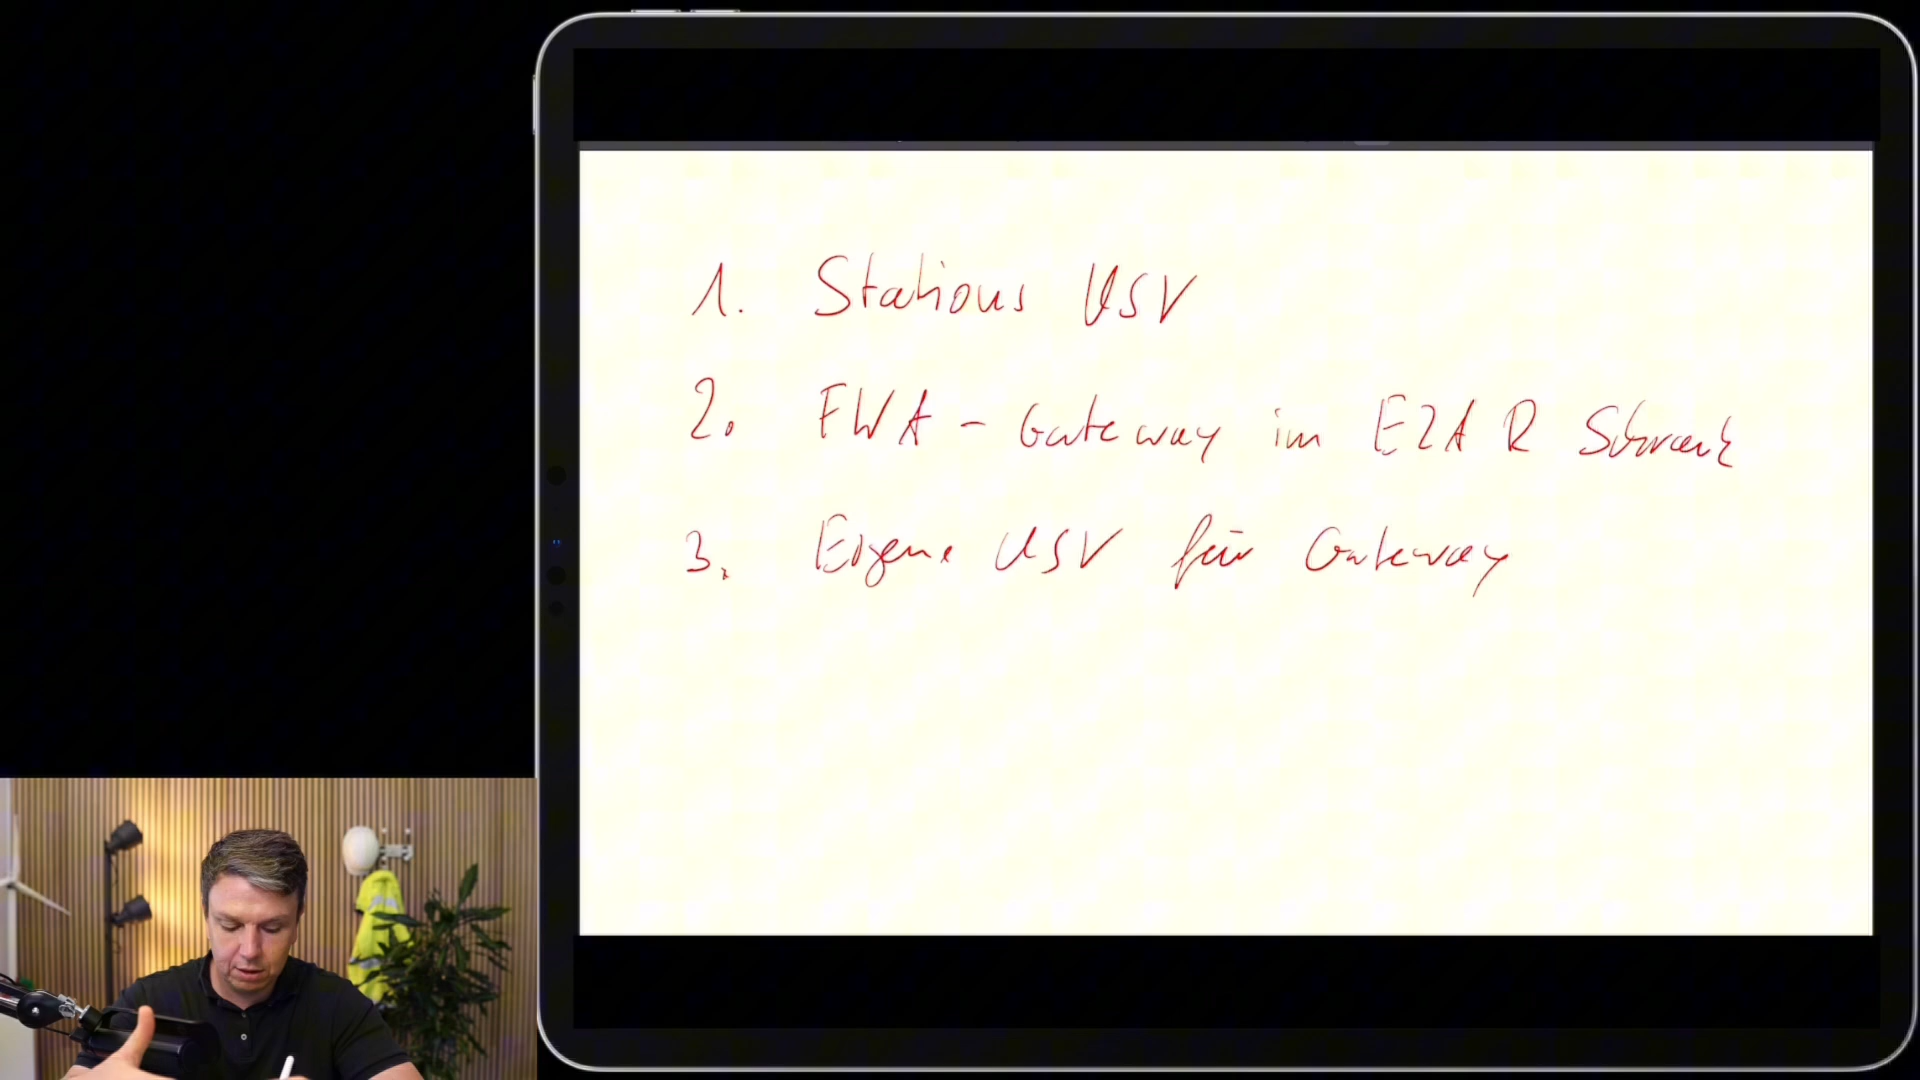 1. Stations USV
2. FWA - Gateway im EZA R Schrank
3. Eigene USV für Gateway